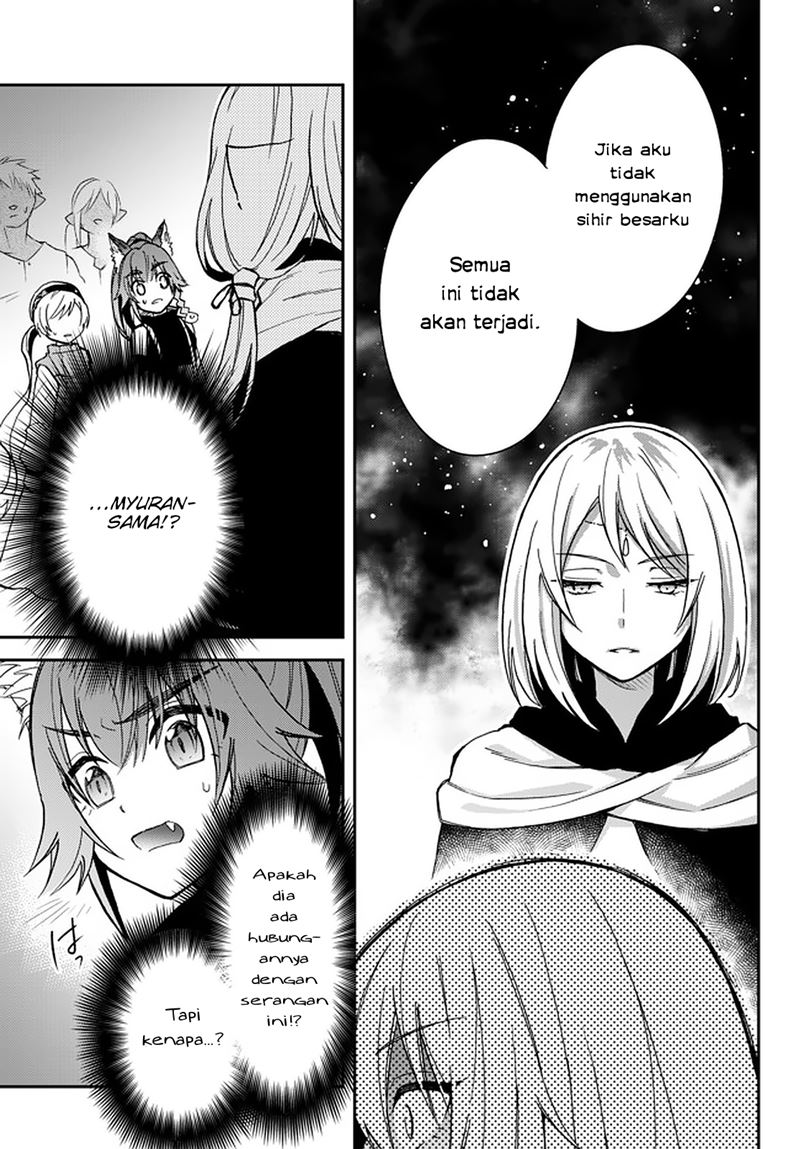 Jika aku
tidak
menggunakan
sihir besarku
Semua
ini tidak
akan terjadi.
...MYURAN-
SAMA!?
Apakah
dia
ada
hubung-
annya
dengan
serangan
ini!?
Tapi
kenapa...?
はっ